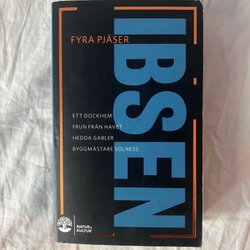 FYRA PJÄSER
IBSEN
ETT DOCKHEM
FRUN FRÅN HAVET
HEDDA GABLER
BYGGMÄSTARE SOLNESS
NATUR &
KULTUR